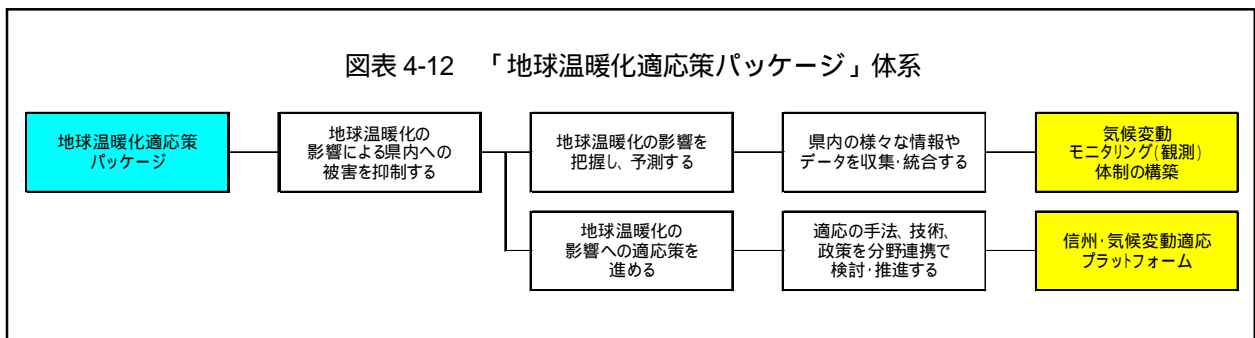 図表 4-12 「地球温暖化適応策パッケージ」体系
地球温暖化適応策
パッケージ
地球温暖化の
影響による県内への
被害を抑制する
地球温暖化の影響を
把握し、予測する
県内の様々な情報や
データを収集・統合する
気候変動
モニタリング(観測)
体制の構築
地球温暖化の
影響への適応策を
進める
適応の手法、技術、
政策を分野連携で
検討・推進する
信州・気候変動適応
プラットフォーム